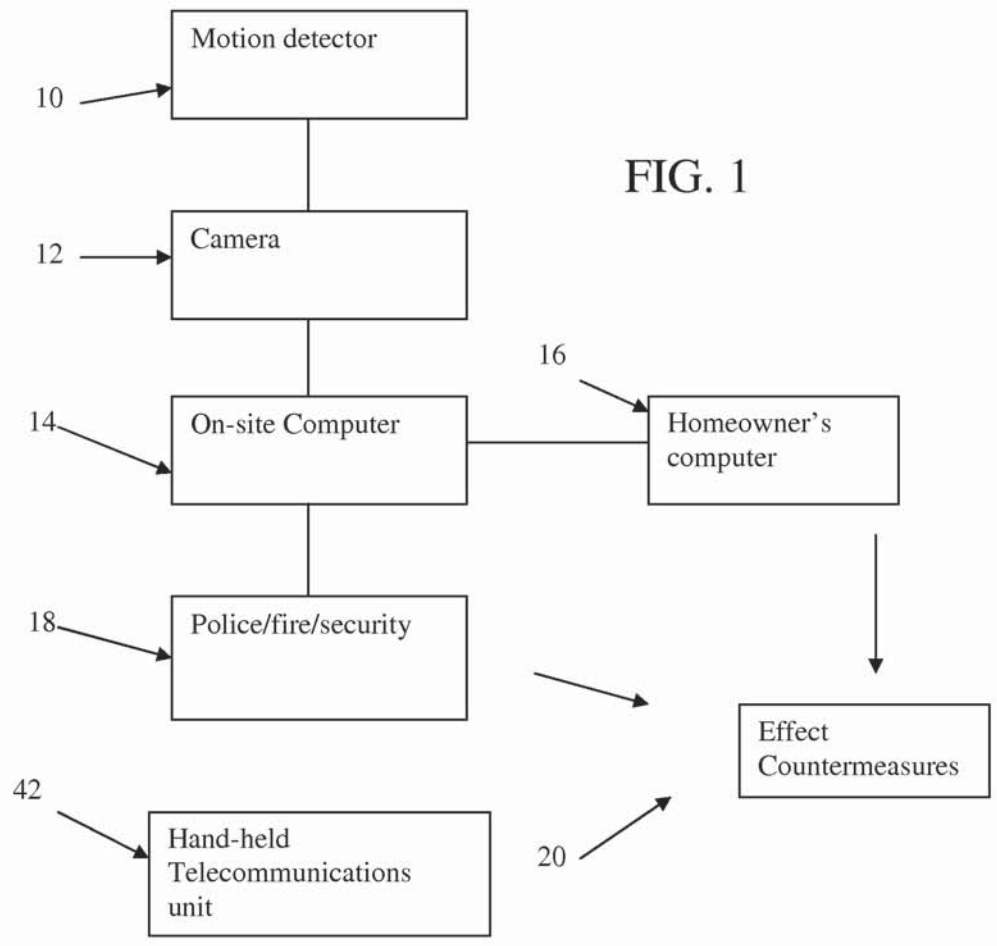 Motion detector
10
FIG. 1
Camera
12
16
On-site Computer
14
Homeowner's
computer
Police/fire/security
18
Effect
Countermeasures
42
Hand-held
Telecommunications
unit
20